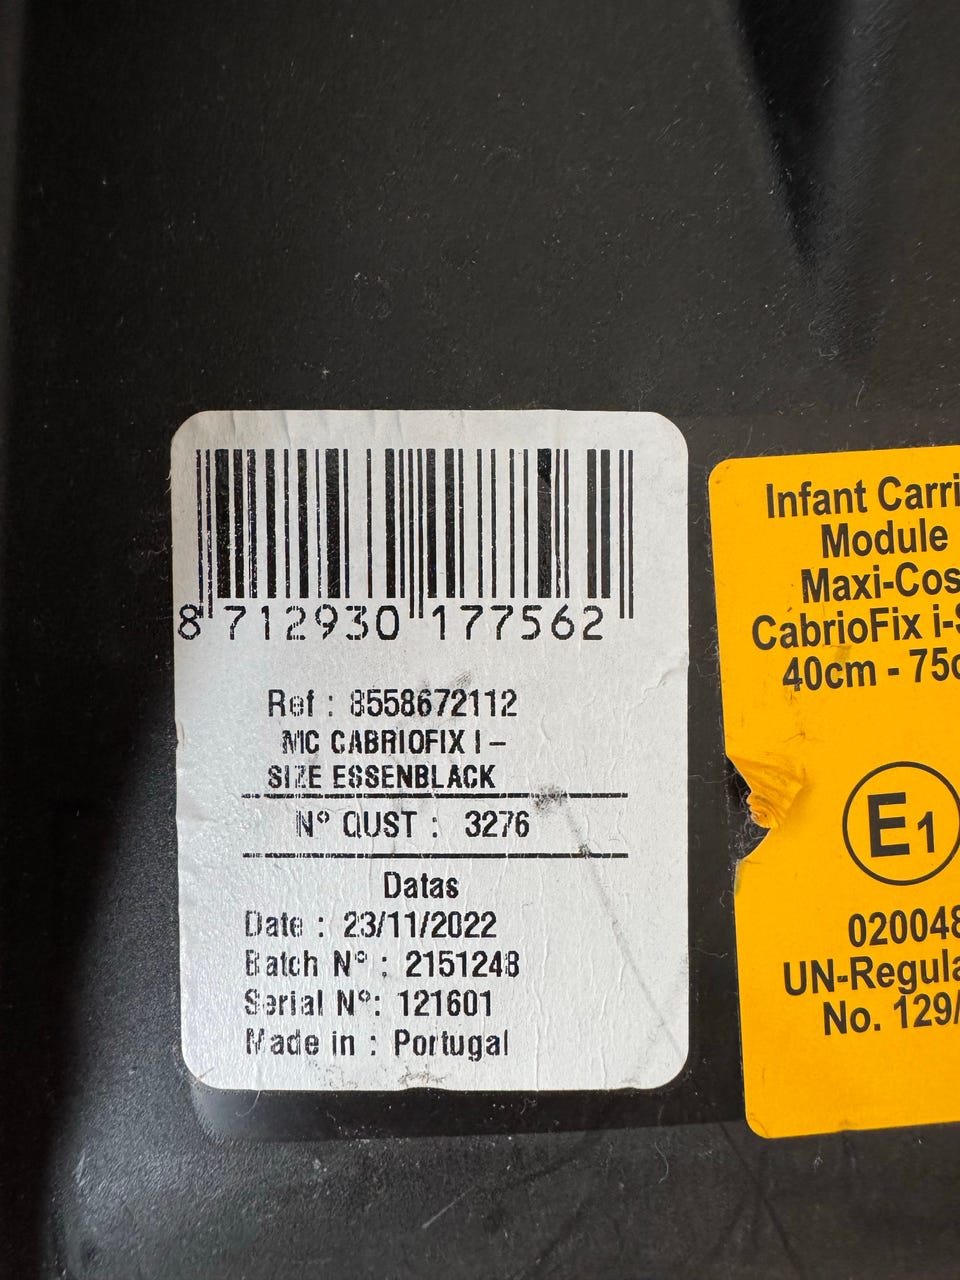 8 712930 177562
Ref : 8558672112
MC CABRIOFIX I -
SIZE ESSENBLACK
N° QUST : 3276
Datas
Date : 23/11/2022
Batch N° : 2151248
Serial N°: 121601
Made in : Portugal
Infant Carri
Module
Maxi-Cos
CabrioFix i-S
40cm - 75c
E1
020048
UN-Regula
No. 129/